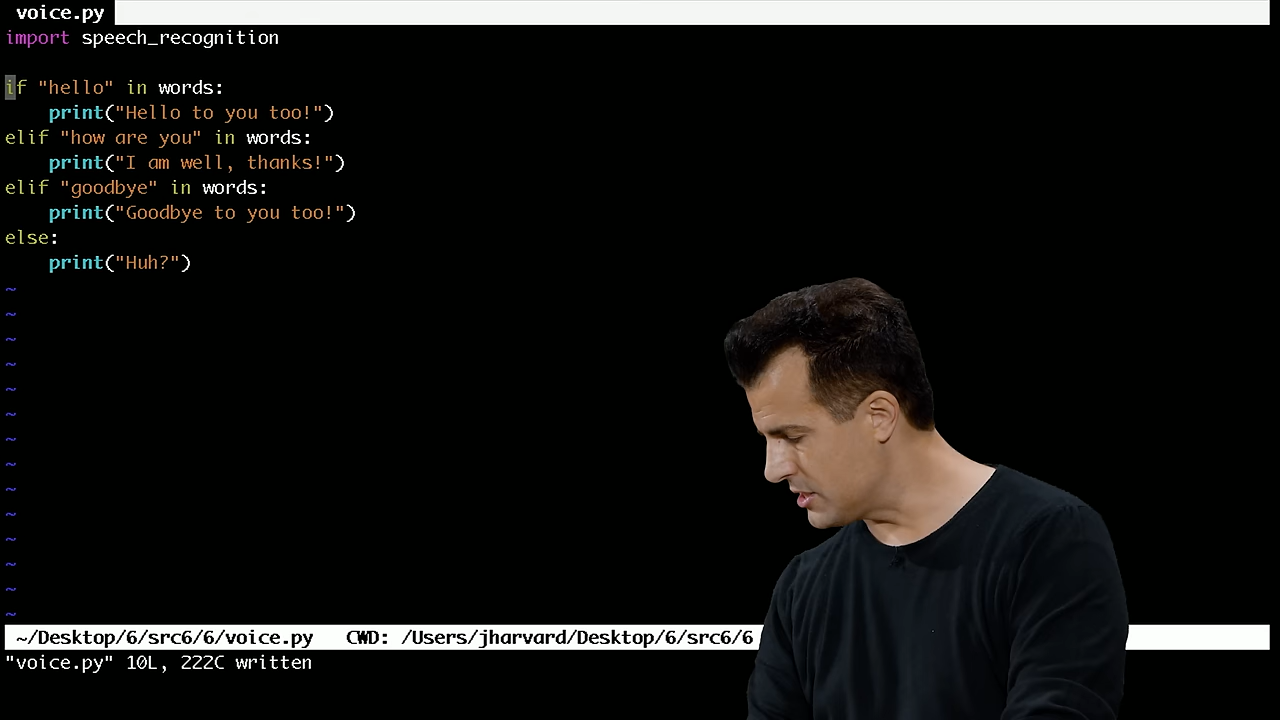 voice.py
import speech_recognition
if "hello" in words:
    print("Hello to you too!")
elif "how are you" in words:
    print("I am well, thanks!")
elif "goodbye" in words:
    print("Goodbye to you too!")
else:
    print("Huh?")
~
~
~
~
~
~
~
~
~
~
~
~
~
~
~/Desktop/6/src6/6/voice.py   CWD: /Users/jharvard/Desktop/6/src6/6
"voice.py" 10L, 222C written